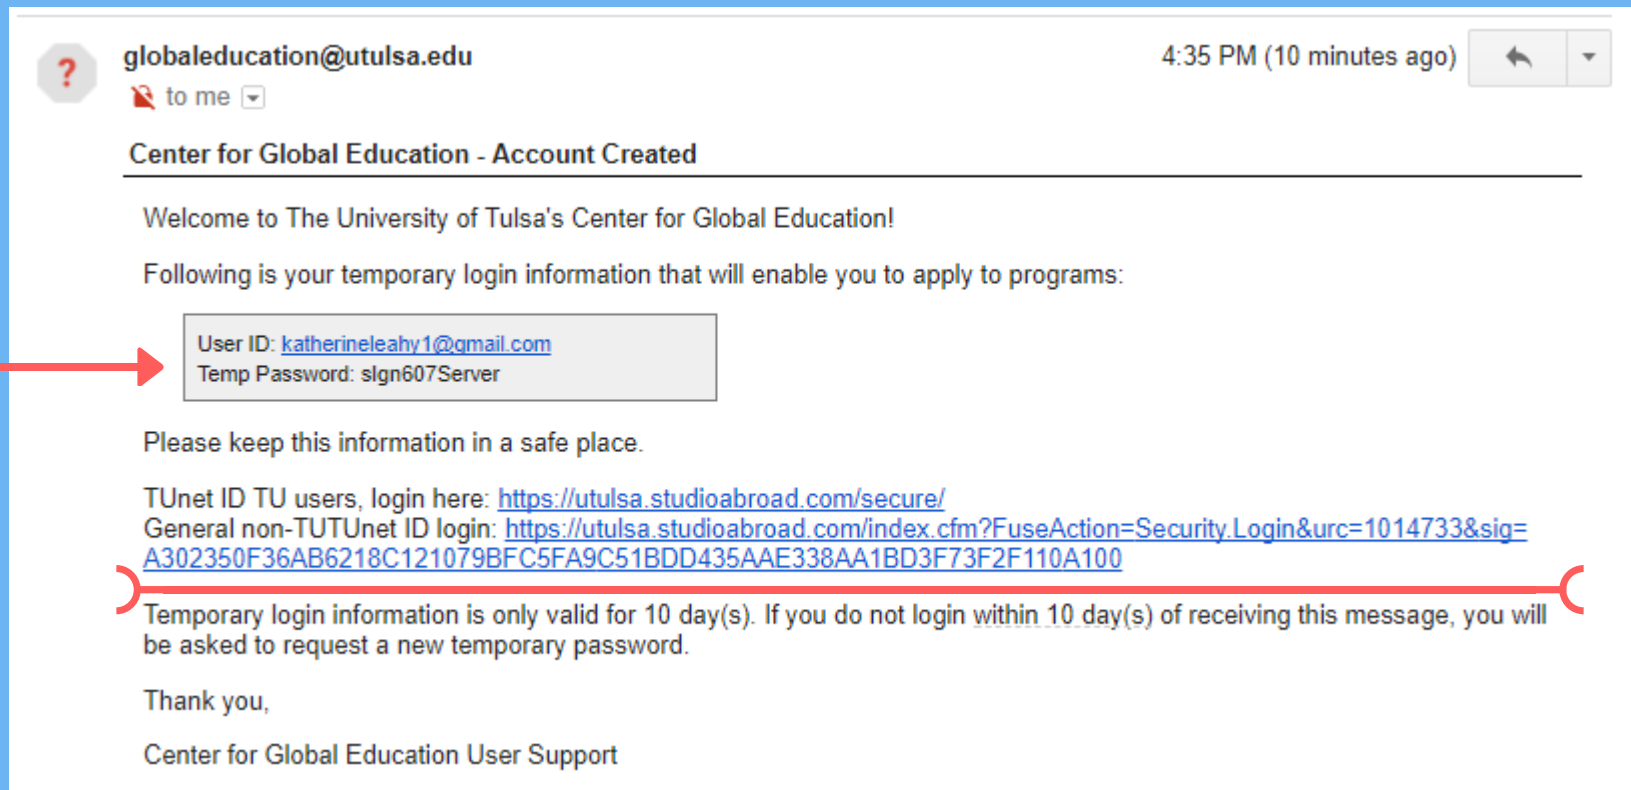 ?
globaleducation@utulsa.edu
4:35 PM (10 minutes ago)
to me
Center for Global Education - Account Created
Welcome to The University of Tulsa's Center for Global Education!
Following is your temporary login information that will enable you to apply to programs:
User ID: katherineleahy1@gmail.com
Temp Password: sIgn607Server
Please keep this information in a safe place.
TUnet ID TU users, login here: https://utulsa.studioabroad.com/secure/
General non-TUTUnet ID login: https://utulsa.studioabroad.com/index.cfm?FuseAction=Security.Login&urc=1014733&sig=
A302350F36AB6218C121079BFC5FA9C51BDD435AAE338AA1BD3F73F2F110A100
Temporary login information is only valid for 10 day(s). If you do not login within 10 day(s) of receiving this message, you will
be asked to request a new temporary password.
Thank you,
Center for Global Education User Support